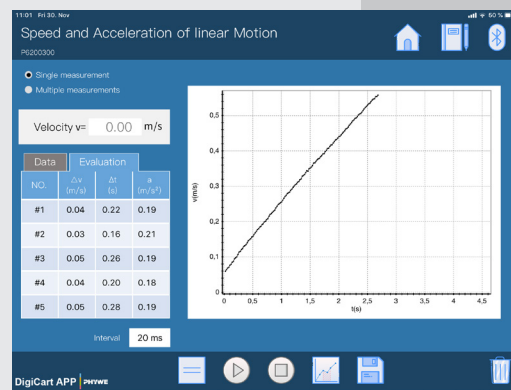 11:01 Fri 30. Nov
50 %
Speed and Acceleration of linear Motion
P6200300
Single measurement
Multiple measurements
Velocity v= 0.00 m/s
Data Evaluation
NO. △v (m/s) △t (s) a (m/s²)
#1 0.04 0.22 0.19
#2 0.03 0.16 0.21
#3 0.05 0.26 0.19
#4 0.04 0.20 0.18
#5 0.05 0.28 0.19
Interval 20 ms
v(m/s)
0,5
0,4
0,3
0,2
0,1
0
0 0,5 1 1,5 2 2,5 3 3,5 4 4,5
t(s)
DigiCart APP PHYWE